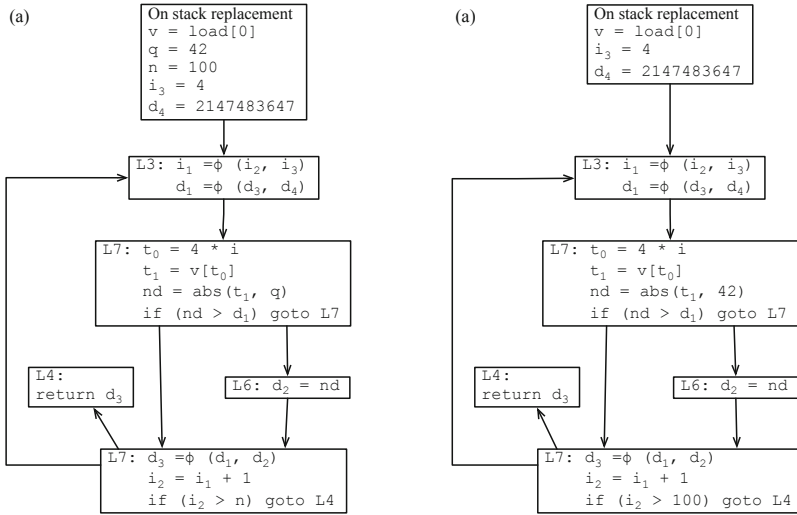 (a)
On stack replacement
v = load[0]
q = 42
n = 100
i₃ = 4
d₄ = 2147483647
L3: i₁ =ϕ (i₂, i₃)
d₁ =ϕ (d₃, d₄)
L7: t₀ = 4 * i
t₁ = v[t₀]
nd = abs(t₁, q)
if (nd > d₁) goto L7
L4:
return d₃
L6: d₂ = nd
L7: d₃ =ϕ (d₁, d₂)
i₂ = i₁ + 1
if (i₂ > n) goto L4
(a)
On stack replacement
v = load[0]
i₃ = 4
d₄ = 2147483647
L3: i₁ =ϕ (i₂, i₃)
d₁ =ϕ (d₃, d₄)
L7: t₀ = 4 * i
t₁ = v[t₀]
nd = abs(t₁, 42)
if (nd > d₁) goto L7
L4:
return d₃
L6: d₂ = nd
L7: d₃ =ϕ (d₁, d₂)
i₂ = i₁ + 1
if (i₂ > 100) goto L4